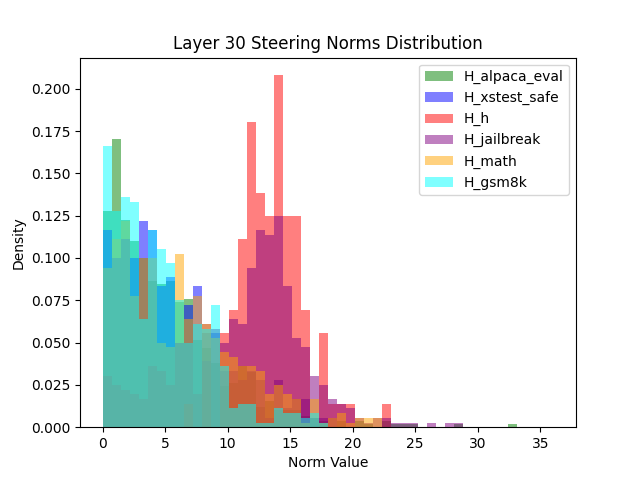 Layer 30 Steering Norms Distribution
H_alpaca_eval
H_xstest_safe
H_h
H_jailbreak
H_math
H_gsm8k
0.200
0.175
0.150
0.125
0.100
0.075
0.050
0.025
0.000
Density
0 5 10 15 20 25 30 35
Norm Value